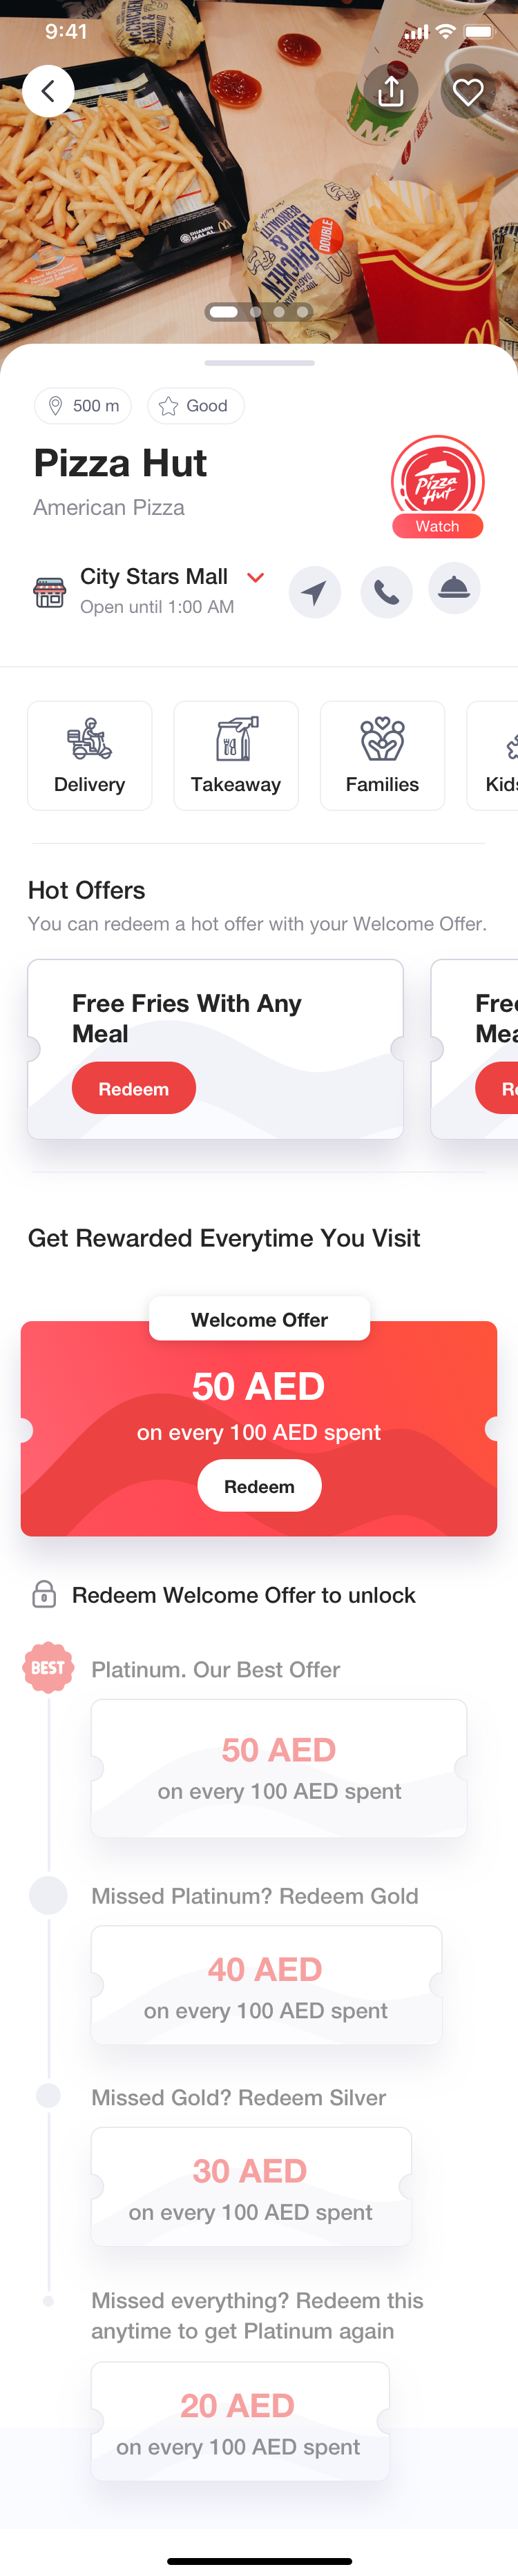 9:41
DOUBLE
500 m
Good
Pizza Hut
American Pizza
Pizza
Hut
Watch
City Stars Mall
Open until 1:00 AM
Delivery
Takeaway
Families
Kids
Hot Offers
You can redeem a hot offer with your Welcome Offer.
Free Fries With Any
Meal
Redeem
Get Rewarded Everytime You Visit
Welcome Offer
50 AED
on every 100 AED spent
Redeem
Redeem Welcome Offer to unlock
BEST
Platinum. Our Best Offer
50 AED
on every 100 AED spent
Missed Platinum? Redeem Gold
40 AED
on every 100 AED spent
Missed Gold? Redeem Silver
30 AED
on every 100 AED spent
Missed everything? Redeem this
anytime to get Platinum again
20 AED
on every 100 AED spent